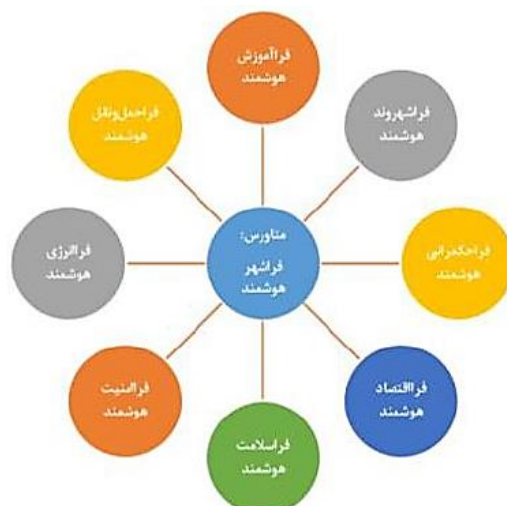 فراآموزش
هوشمند
فراشهروند
هوشمند
فراحمل‌ونقل
هوشمند
متاورس:
فراشهر
هوشمند
فراحکمرانی
هوشمند
فراانرژی
هوشمند
فرااقتصاد
هوشمند
فراامنیت
هوشمند
فراسلامت
هوشمند